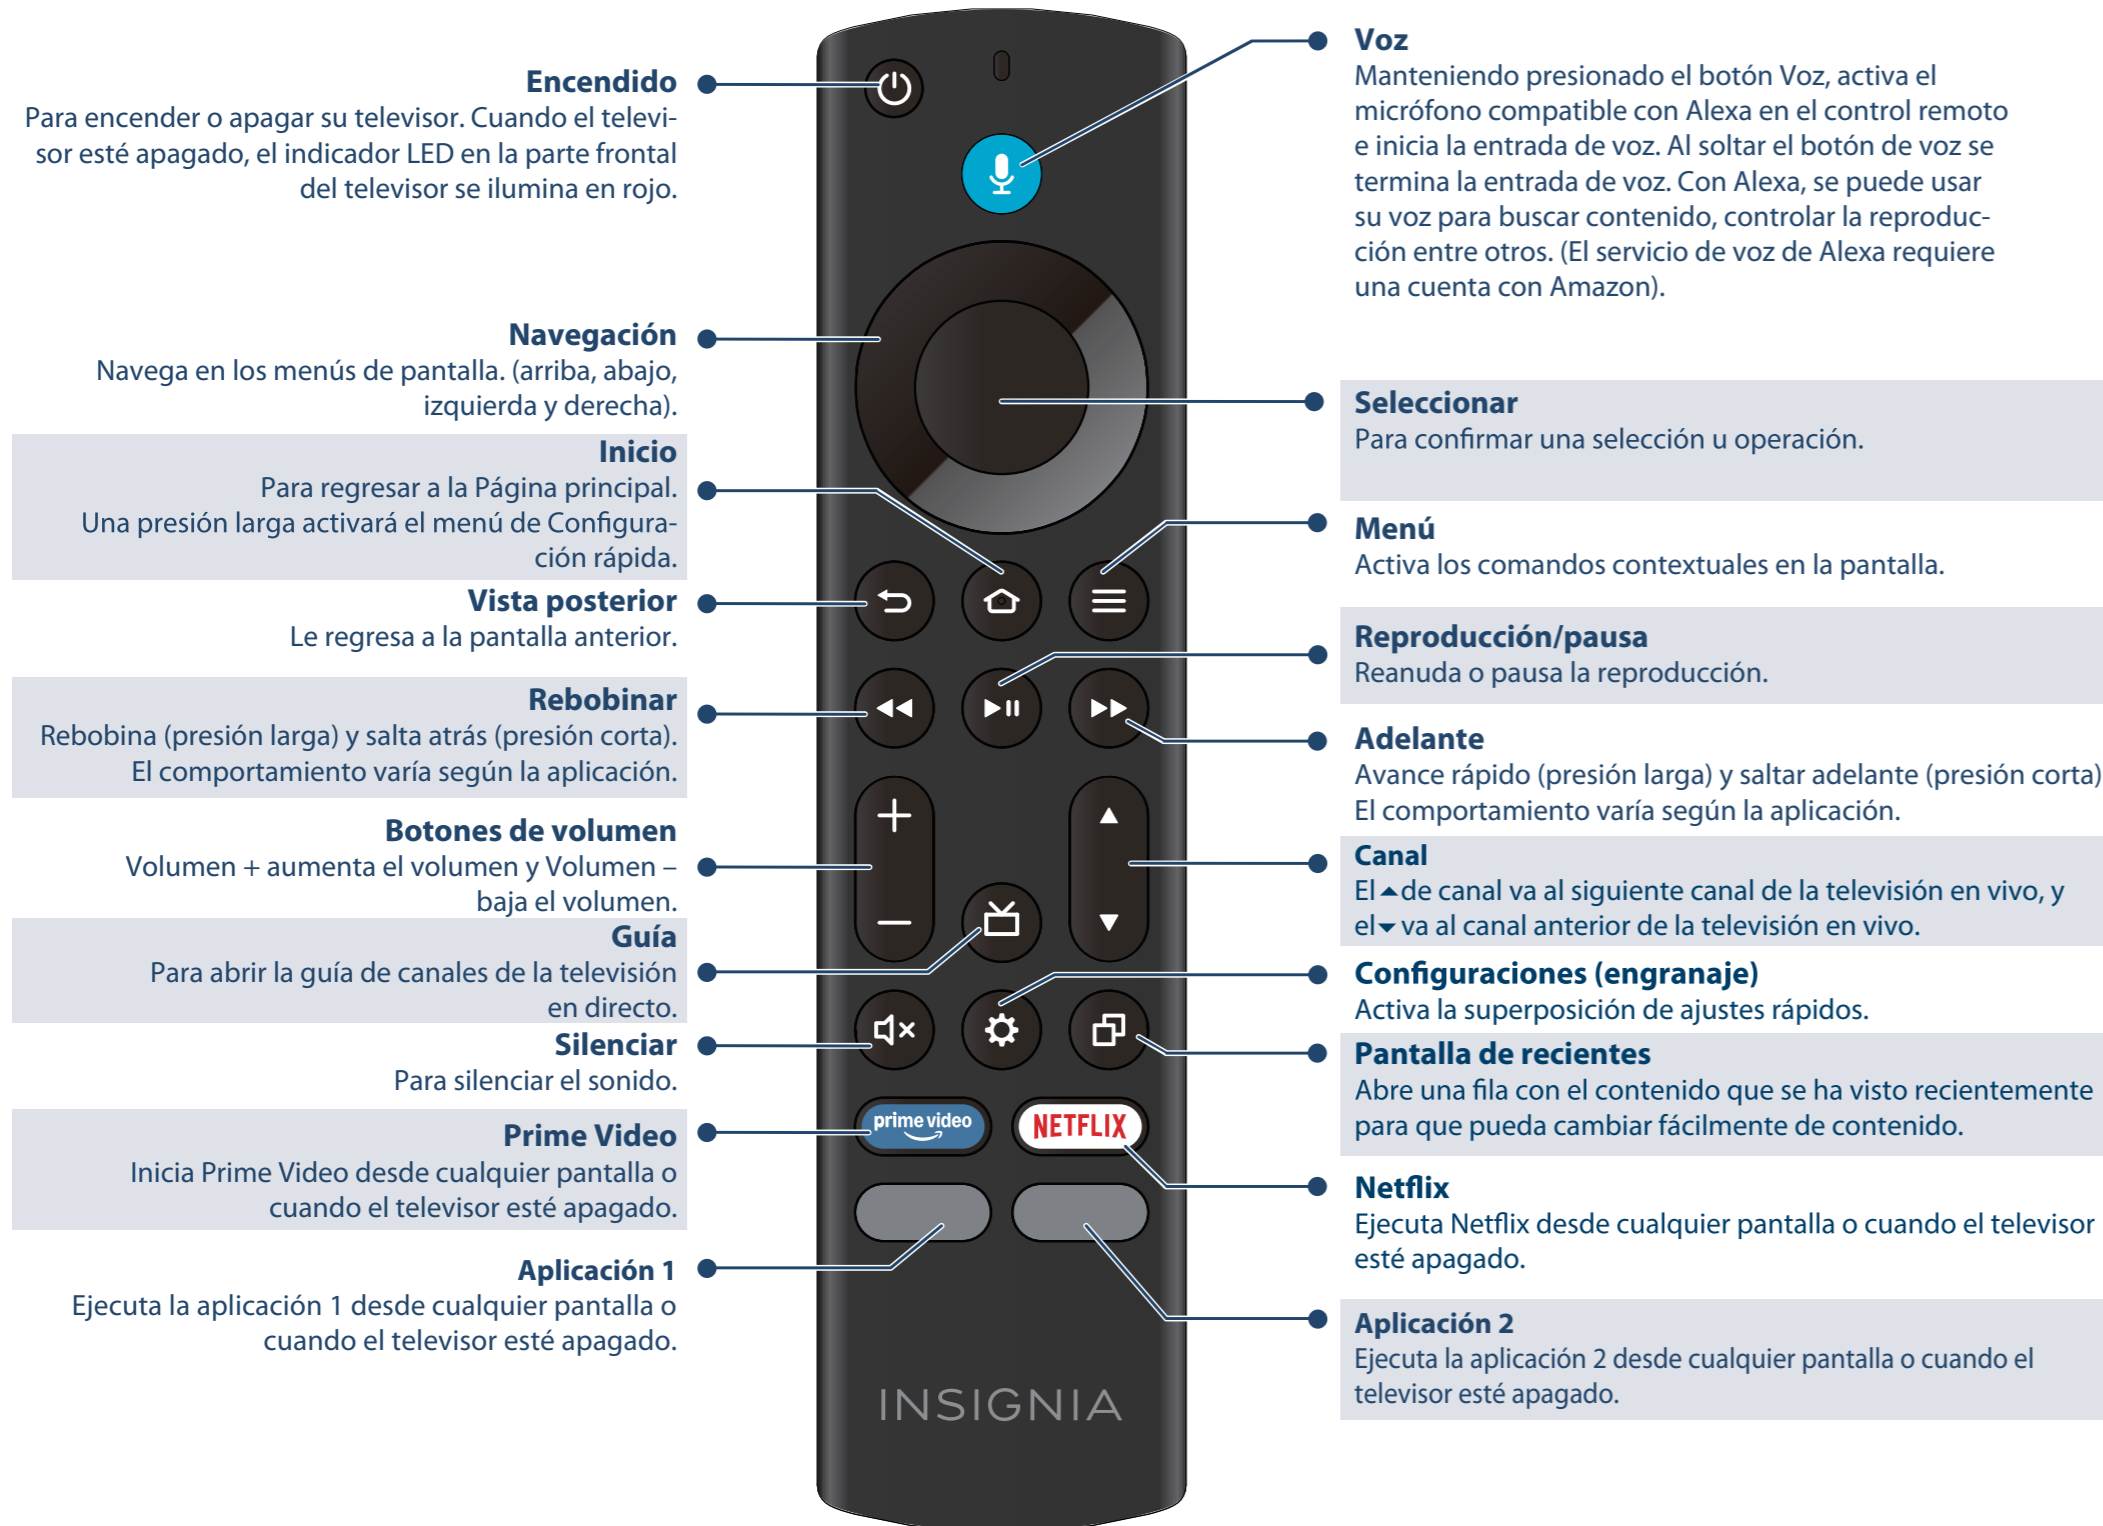 Encendido
Para encender o apagar su televisor. Cuando el televi-
sor esté apagado, el indicador LED en la parte frontal
del televisor se ilumina en rojo.
Navegación
Navega en los menús de pantalla. (arriba, abajo,
izquierda y derecha).
Inicio
Para regresar a la Página principal.
Una presión larga activará el menú de Configura-
ción rápida.
Vista posterior
Le regresa a la pantalla anterior.
Rebobinar
Rebobina (presión larga) y salta atrás (presión corta).
El comportamiento varía según la aplicación.
Botones de volumen
Volumen + aumenta el volumen y Volumen –
baja el volumen.
Guía
Para abrir la guía de canales de la televisión
en directo.
Silenciar
Para silenciar el sonido.
Prime Video
Inicia Prime Video desde cualquier pantalla o
cuando el televisor esté apagado.
Aplicación 1
Ejecuta la aplicación 1 desde cualquier pantalla o
cuando el televisor esté apagado.
prime video
NETFLIX
INSIGNIA
Voz
Manteniendo presionado el botón Voz, activa el
micrófono compatible con Alexa en el control remoto
e inicia la entrada de voz. Al soltar el botón de voz se
termina la entrada de voz. Con Alexa, se puede usar
su voz para buscar contenido, controlar la reproduc-
ción entre otros. (El servicio de voz de Alexa requiere
una cuenta con Amazon).
Seleccionar
Para confirmar una selección u operación.
Menú
Activa los comandos contextuales en la pantalla.
Reproducción/pausa
Reanuda o pausa la reproducción.
Adelante
Avance rápido (presión larga) y saltar adelante (presión corta)
El comportamiento varía según la aplicación.
Canal
El ▲ de canal va al siguiente canal de la televisión en vivo, y
el ▼ va al canal anterior de la televisión en vivo.
Configuraciones (engranaje)
Activa la superposición de ajustes rápidos.
Pantalla de recientes
Abre una fila con el contenido que se ha visto recientemente
para que pueda cambiar fácilmente de contenido.
Netflix
Ejecuta Netflix desde cualquier pantalla o cuando el televisor
esté apagado.
Aplicación 2
Ejecuta la aplicación 2 desde cualquier pantalla o cuando el
televisor esté apagado.